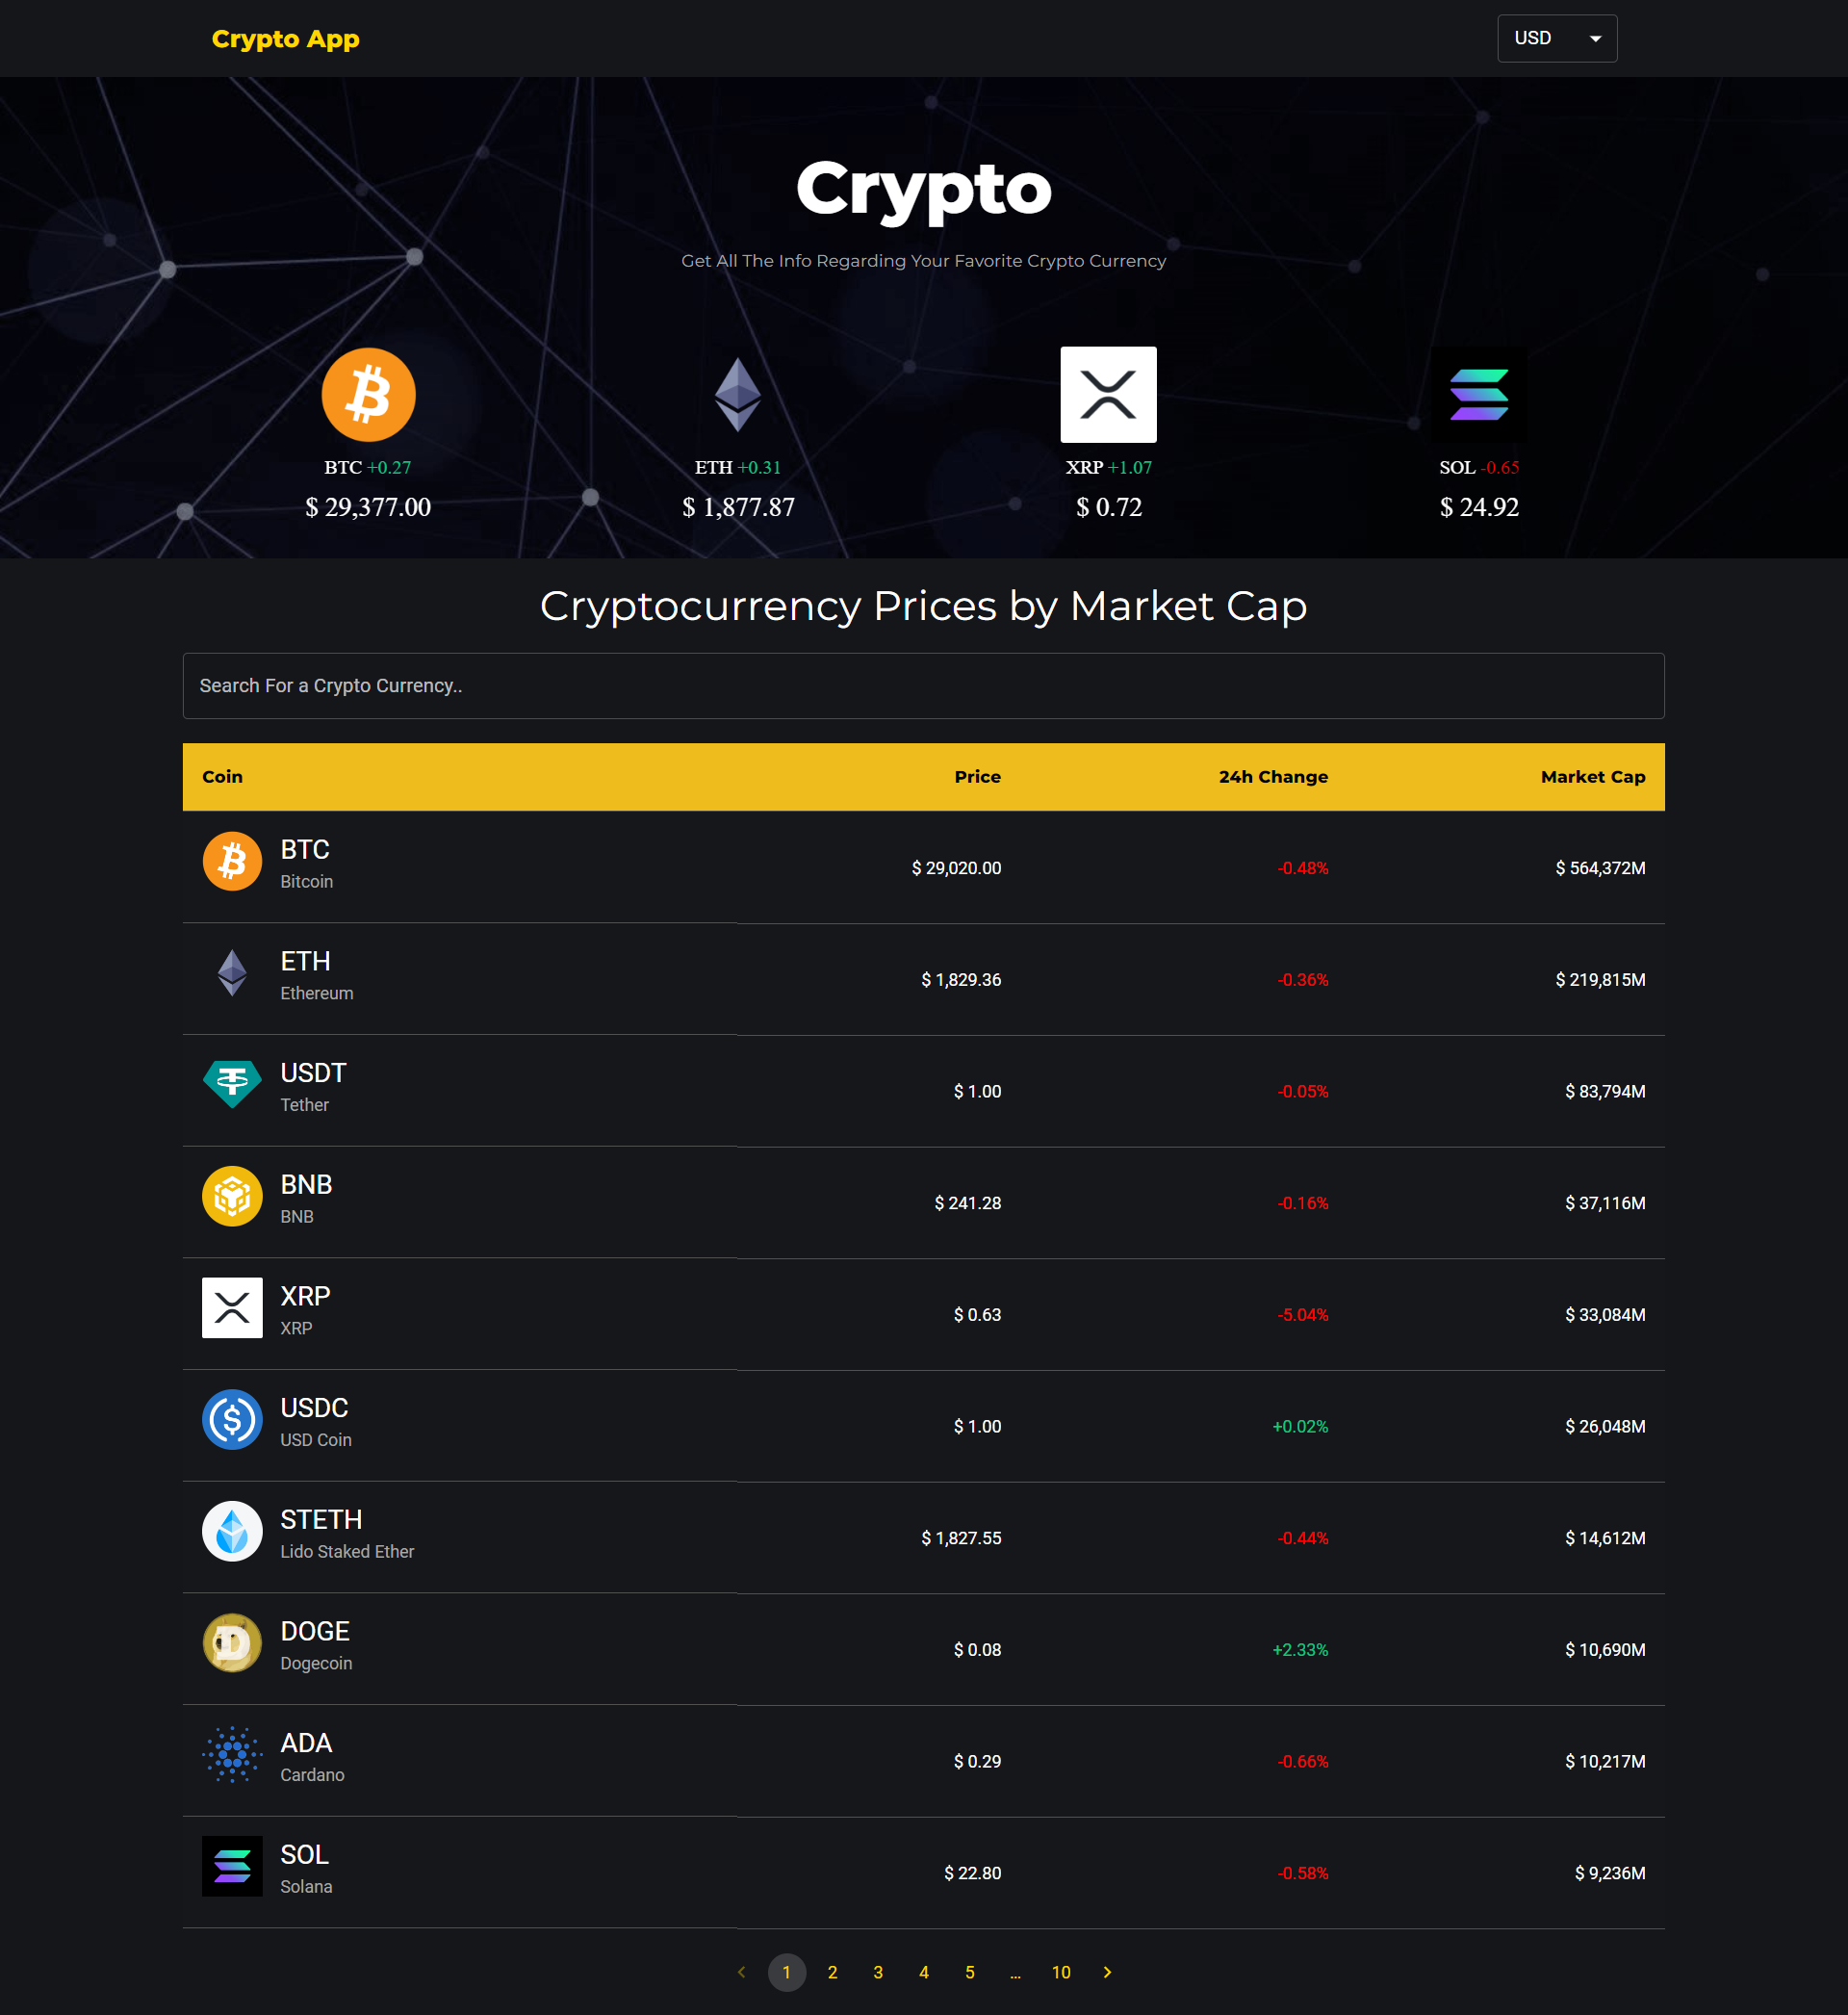 Crypto App
USD
Crypto
Get All The Info Regarding Your Favorite Crypto Currency
BTC +0.27
$ 29,377.00
ETH +0.31
$ 1,877.87
XRP +1.07
$ 0.72
SOL -0.65
$ 24.92
Cryptocurrency Prices by Market Cap
Search For a Crypto Currency..
Coin Price 24h Change Market Cap
BTC
Bitcoin
$ 29,020.00 -0.48% $ 564,372M
ETH
Ethereum
$ 1,829.36 -0.36% $ 219,815M
USDT
Tether
$ 1.00 -0.05% $ 83,794M
BNB
BNB
$ 241.28 -0.16% $ 37,116M
XRP
XRP
$ 0.63 -5.04% $ 33,084M
USDC
USD Coin
$ 1.00 +0.02% $ 26,048M
STETH
Lido Staked Ether
$ 1,827.55 -0.44% $ 14,612M
DOGE
Dogecoin
$ 0.08 +2.33% $ 10,690M
ADA
Cardano
$ 0.29 -0.66% $ 10,217M
SOL
Solana
$ 22.80 -0.58% $ 9,236M
1 2 3 4 5 ... 10